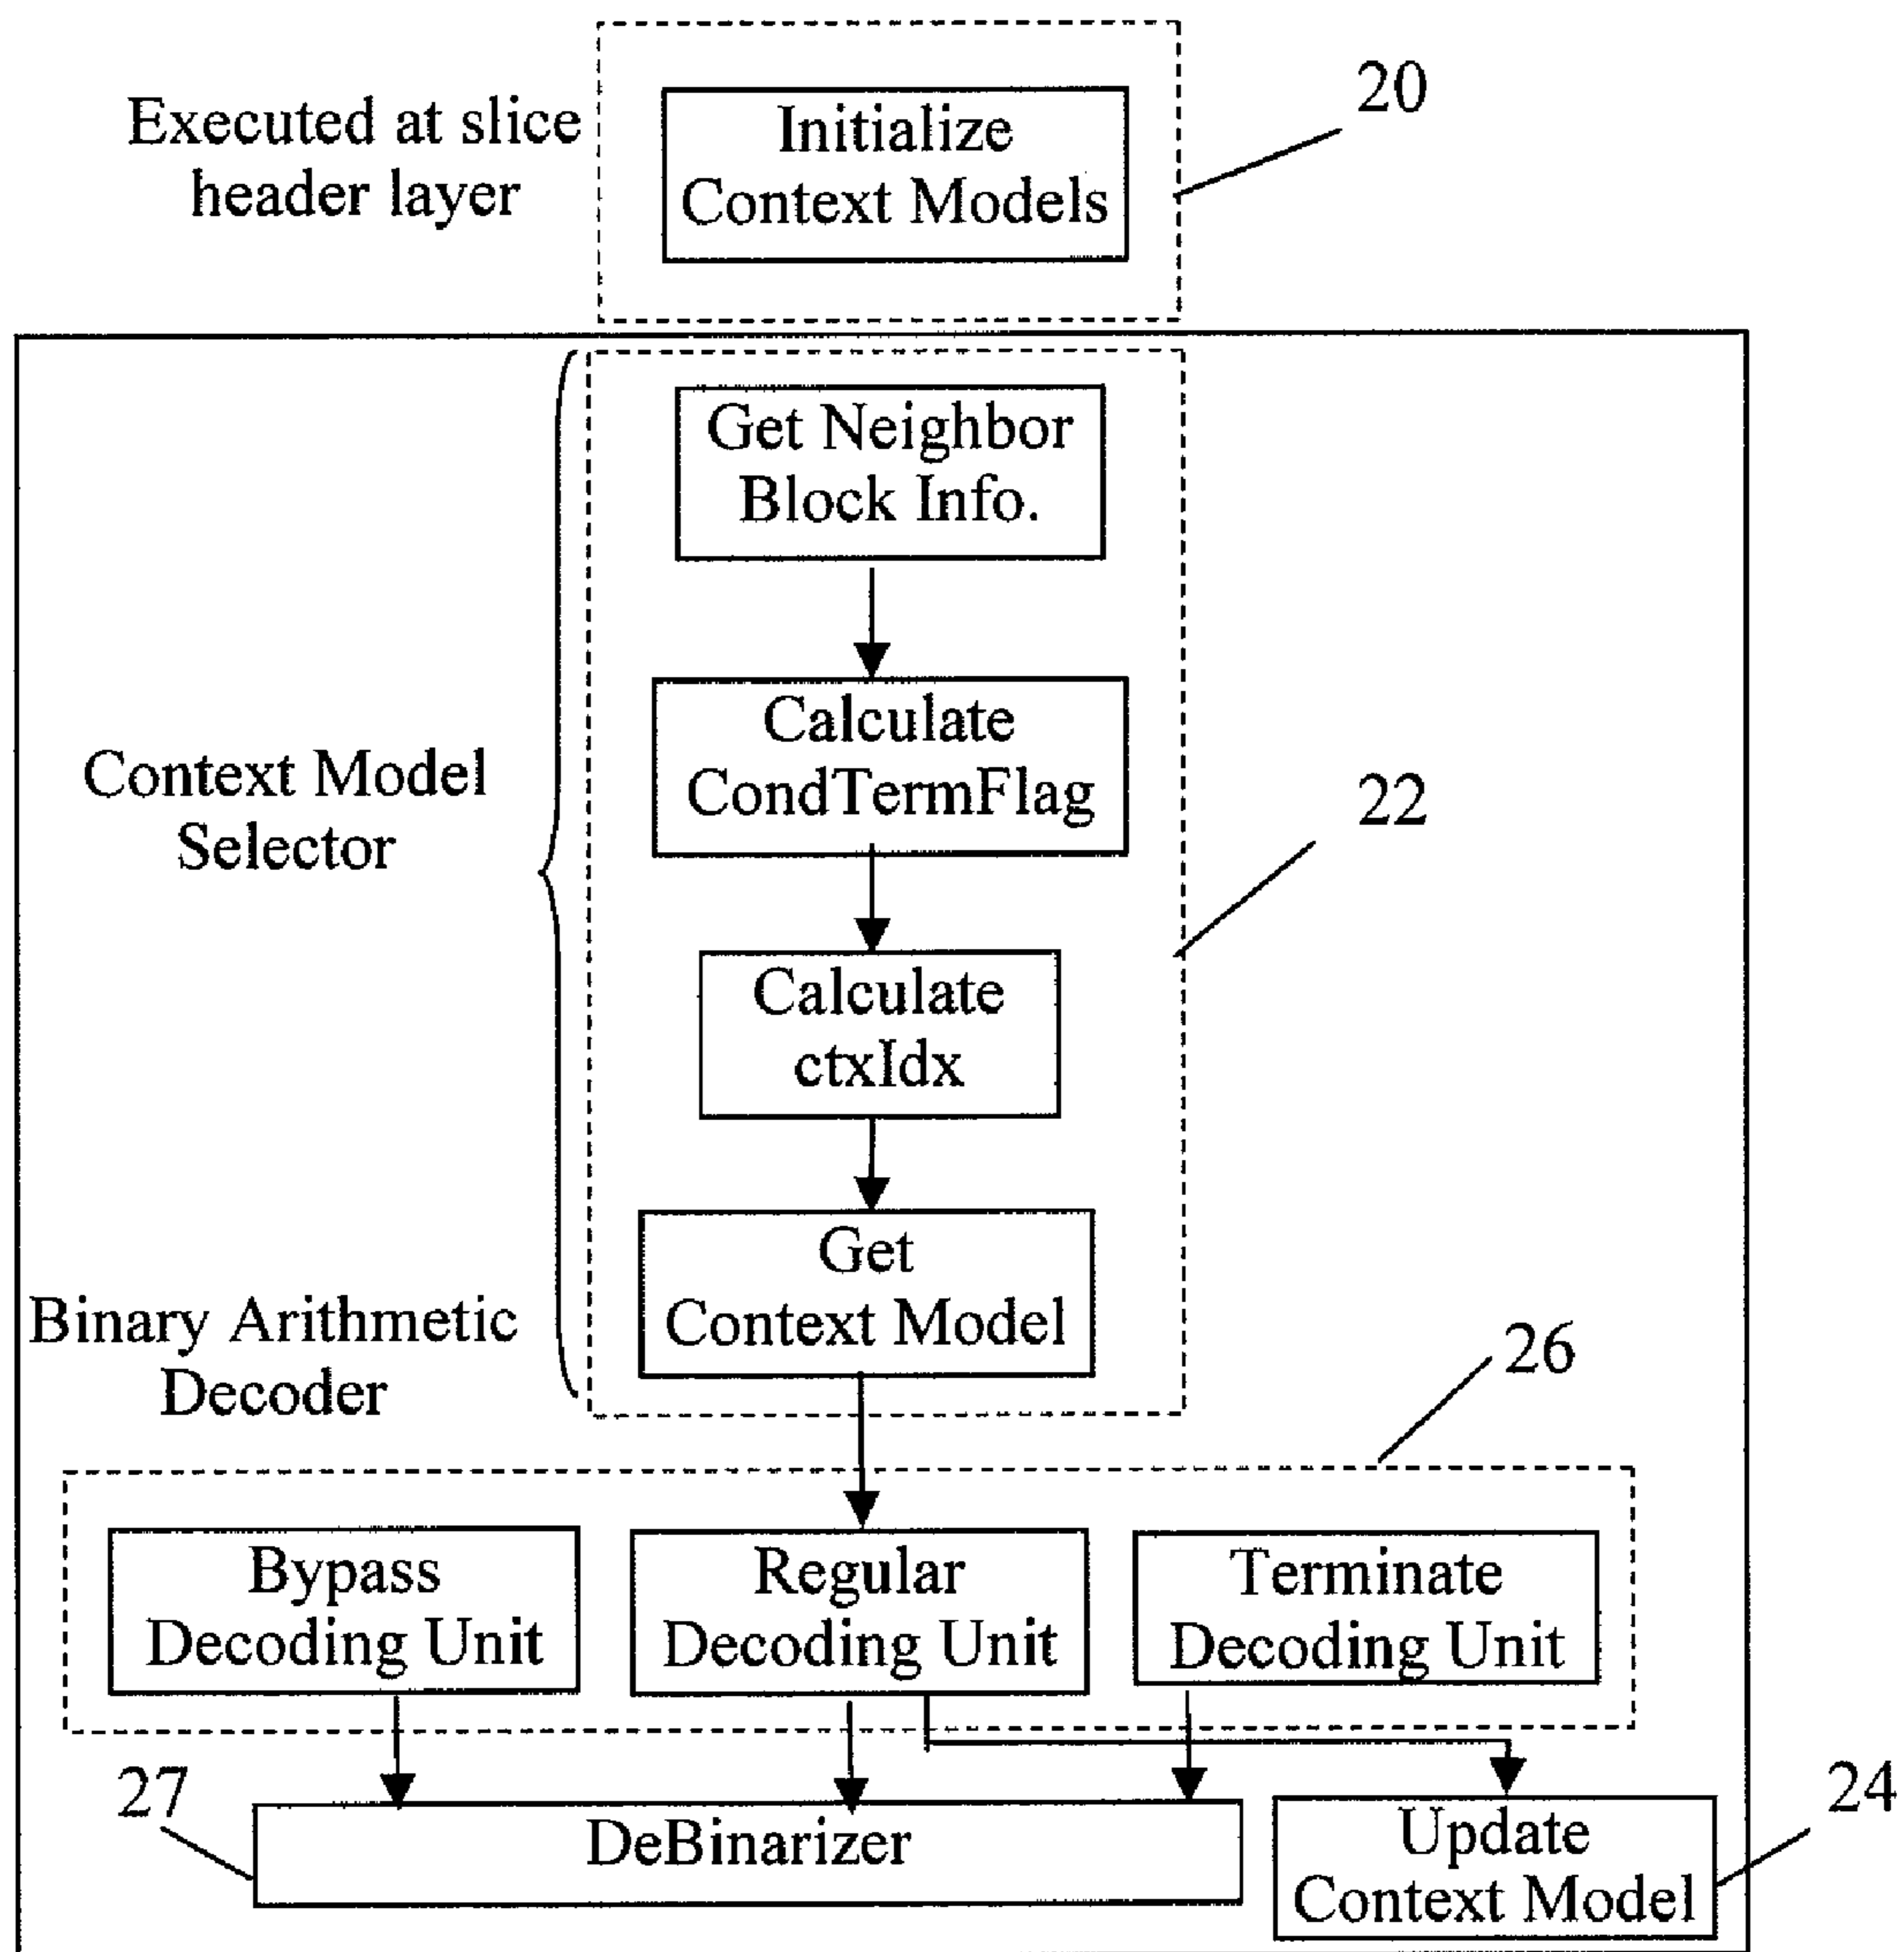 Executed at slice
header layer
Initialize
Context Models
20
Get Neighbor
Block Info.
Calculate
CondTermFlag
Context Model
Selector
22
Calculate
ctxIdx
Get
Context Model
Binary Arithmetic
Decoder
26
Bypass
Decoding Unit
Regular
Decoding Unit
Terminate
Decoding Unit
27
DeBinarizer
24
Update
Context Model